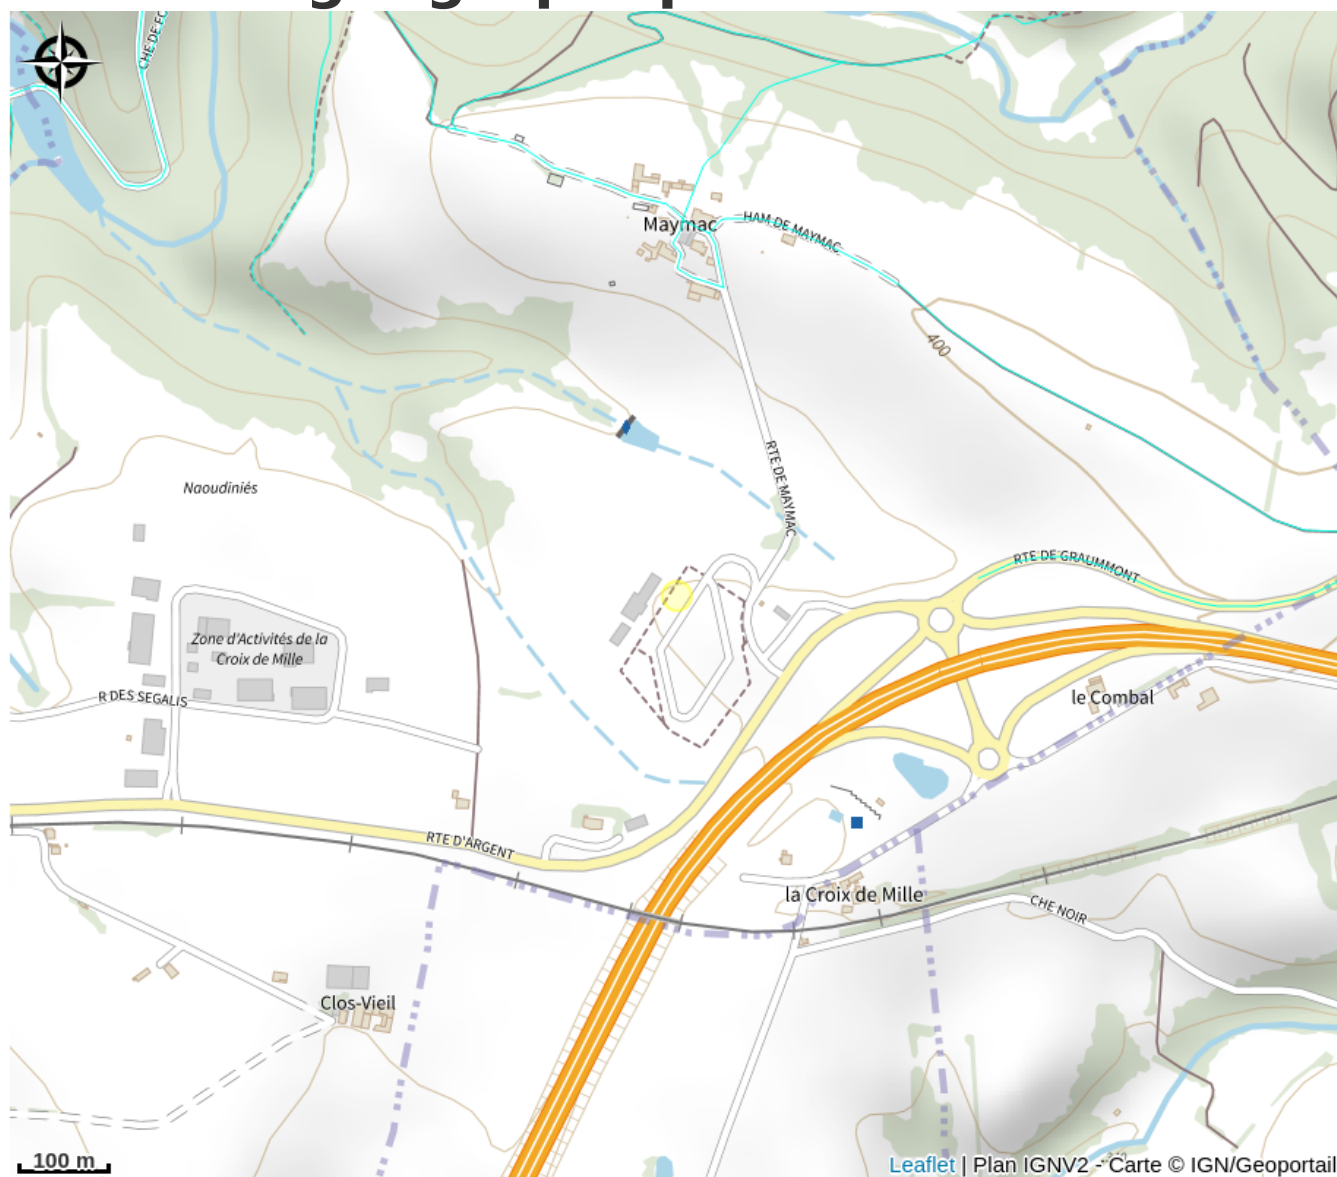 CHE DE
Maymac
HAM DE MAYMAC
400
RTE DE MAYMAC
Naoudiniés
RTE DE GRAUMMONT
Zone d'Activités de la
Croix de Mille
R DES SEGALIS
le Combal
RTE D'ARGENT
la Croix de Mille
CHE NOIR
Clos-Vieil
100 m
Leaflet | Plan IGNV2 - Carte © IGN/Geoportail